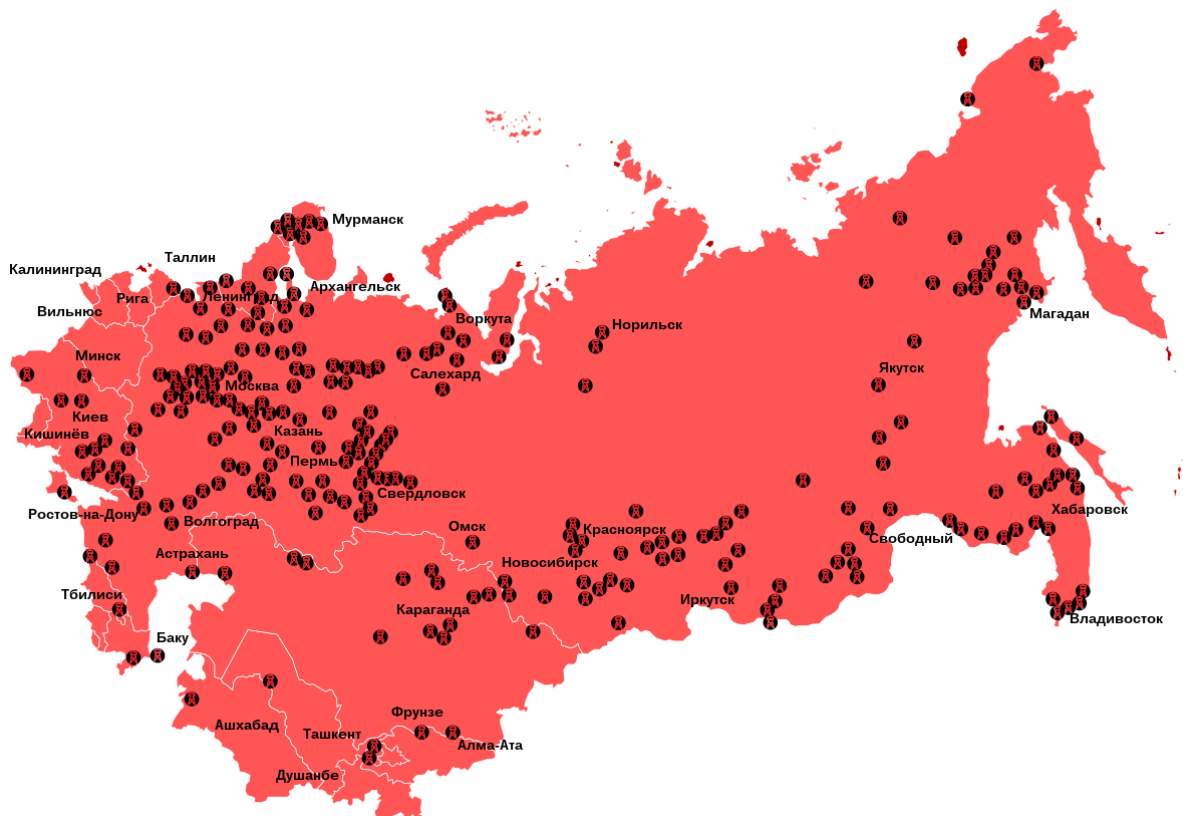 Мурманск
Таллин
Калининград
Архангельск
Рига
Ленинград
Вильнюс
Воркута
Норильск
Магадан
Минск
Салехард
Якутск
Москва
Киев
Казань
Кишинёв
Пермь
Свердловск
Ростов-на-Дону
Волгоград
Хабаровск
Омск
Красноярск
Свободный
Астрахань
Новосибирск
Тбилиси
Иркутск
Караганда
Владивосток
Баку
Фрунзе
Ашхабад
Ташкент
Алма-Ата
Душанбе